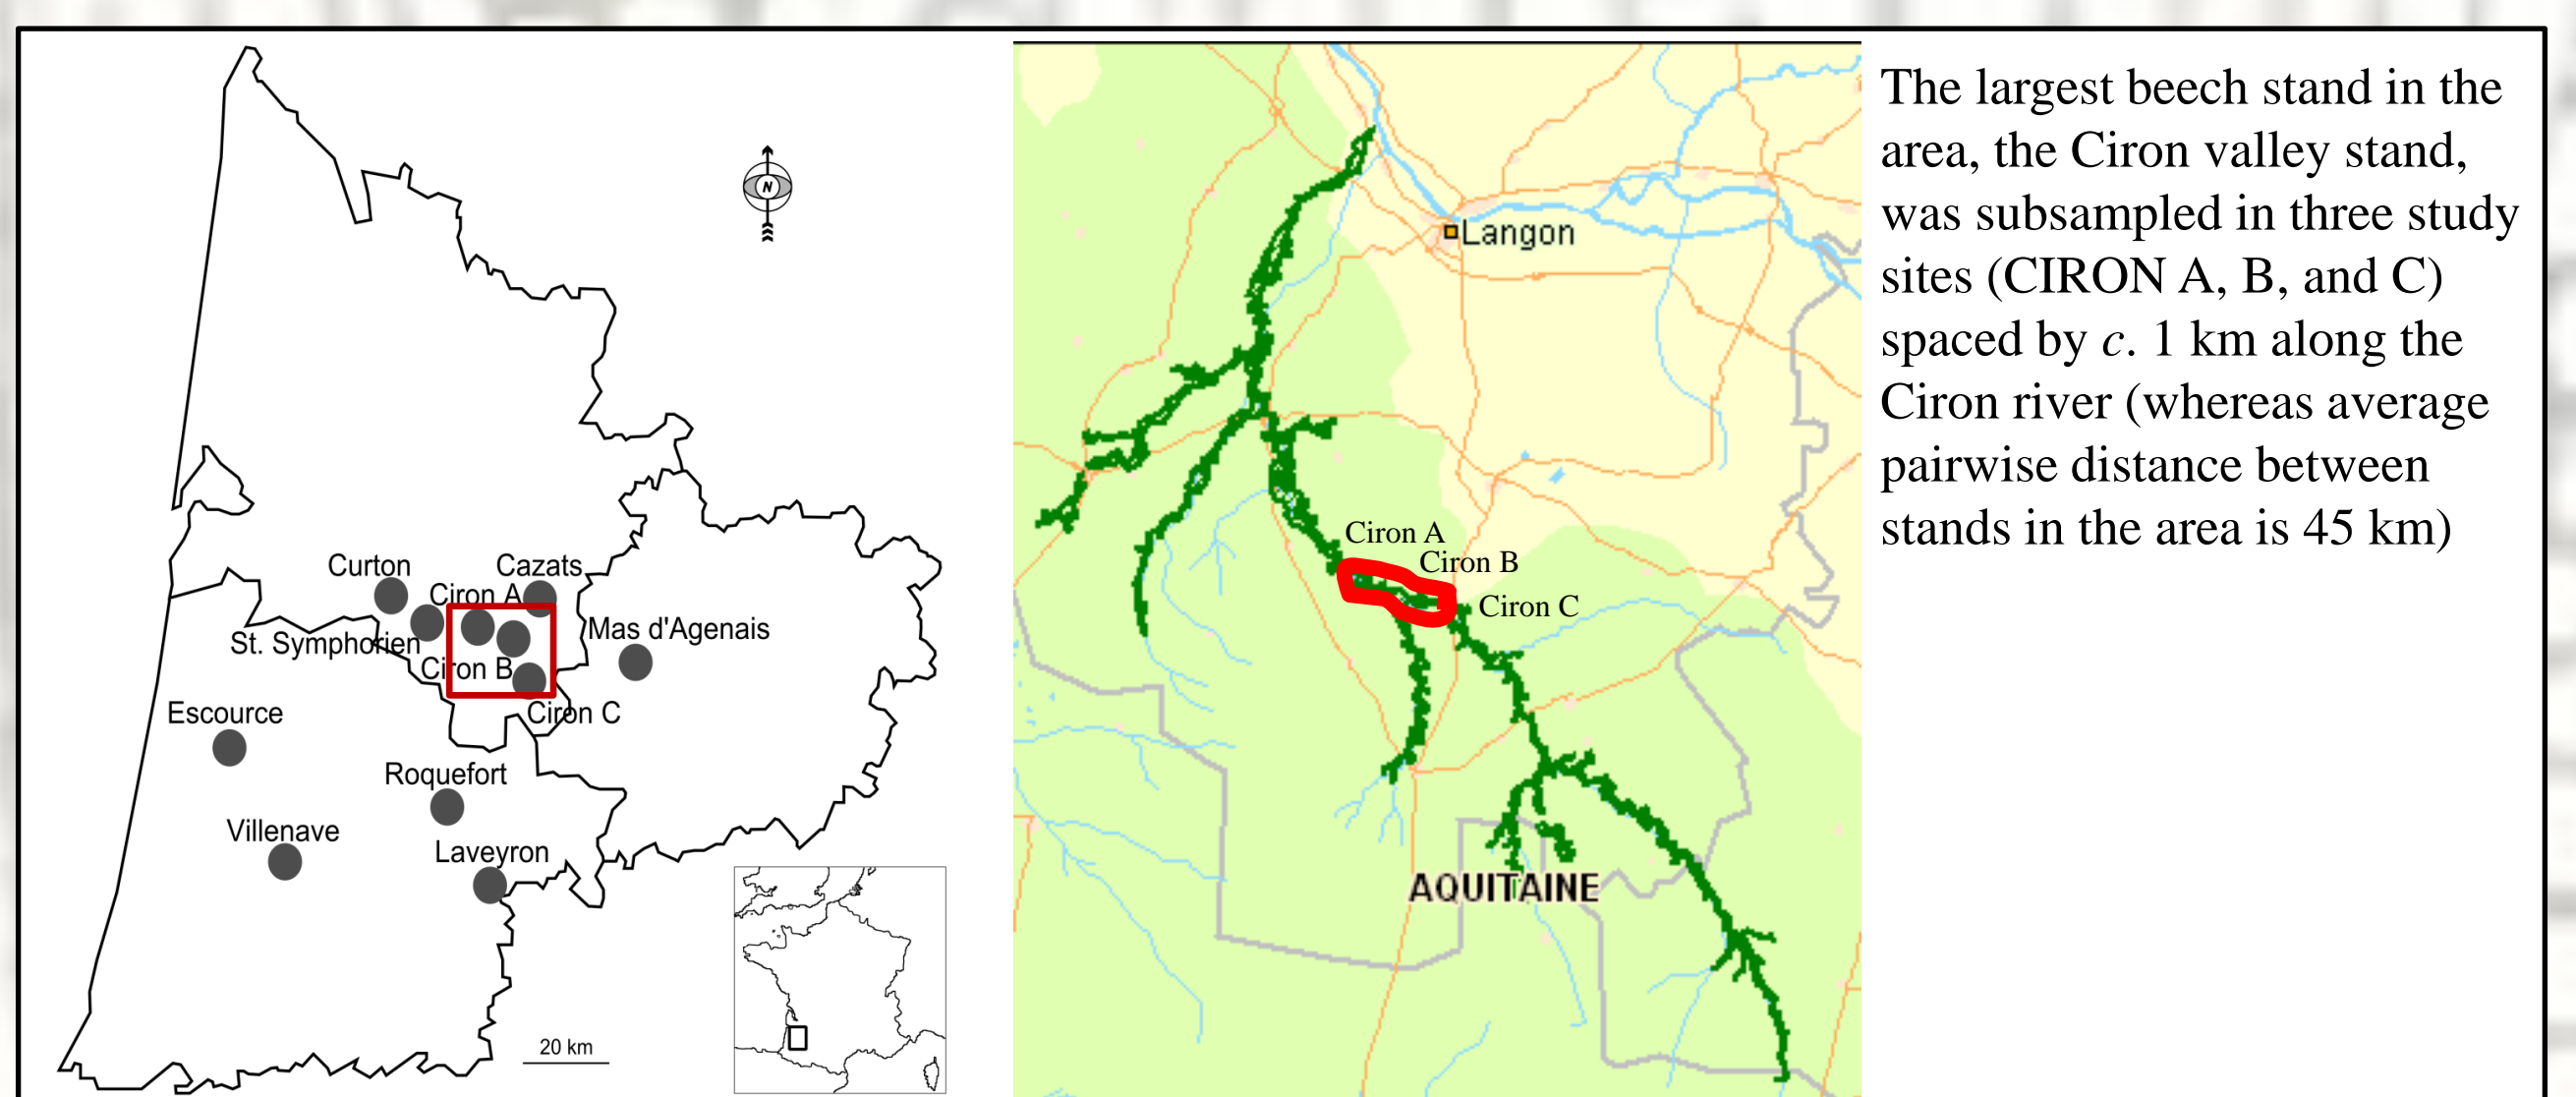 N
Curton
Cazats
Ciron A
St. Symphorien
Mas d'Agenais
Ciron B
Ciron C
Escource
Roquefort
Villenave
Laveyron
20 km
Langon
Ciron A
Ciron B
Ciron C
AQUITAINE
The largest beech stand in the
area, the Ciron valley stand,
was subsampled in three study
sites (CIRON A, B, and C)
spaced by c. 1 km along the
Ciron river (whereas average
pairwise distance between
stands in the area is 45 km)